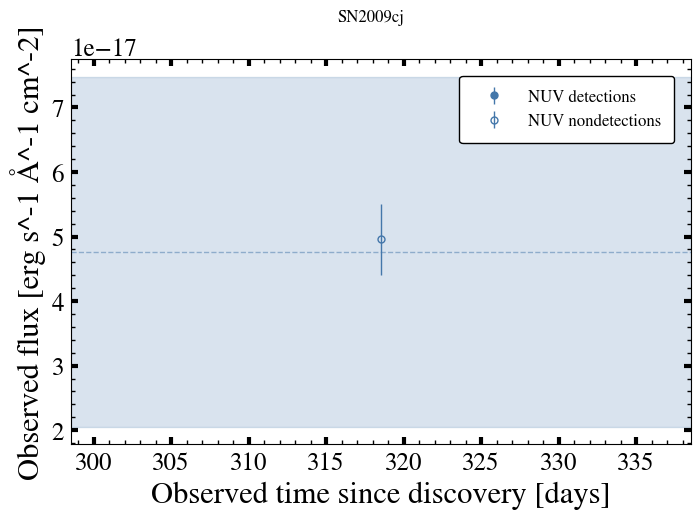 SN2009cj
1e−17
Observed flux [erg s^-1 Å^-1 cm^-2]
7
6
5
4
3
2
NUV detections
NUV nondetections
300 305 310 315 320 325 330 335
Observed time since discovery [days]